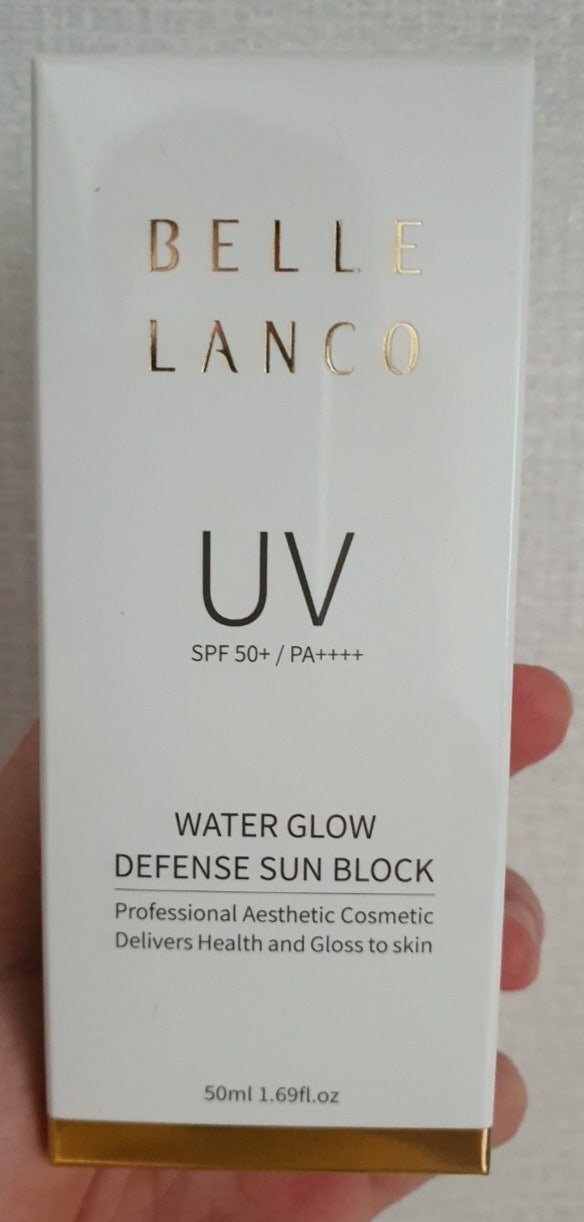 BELLE
LANCO
UV
SPF 50+ / PA++++
WATER GLOW
DEFENSE SUN BLOCK
Professional Aesthetic Cosmetic
Delivers Health and Gloss to skin
50ml 1.69fl.oz